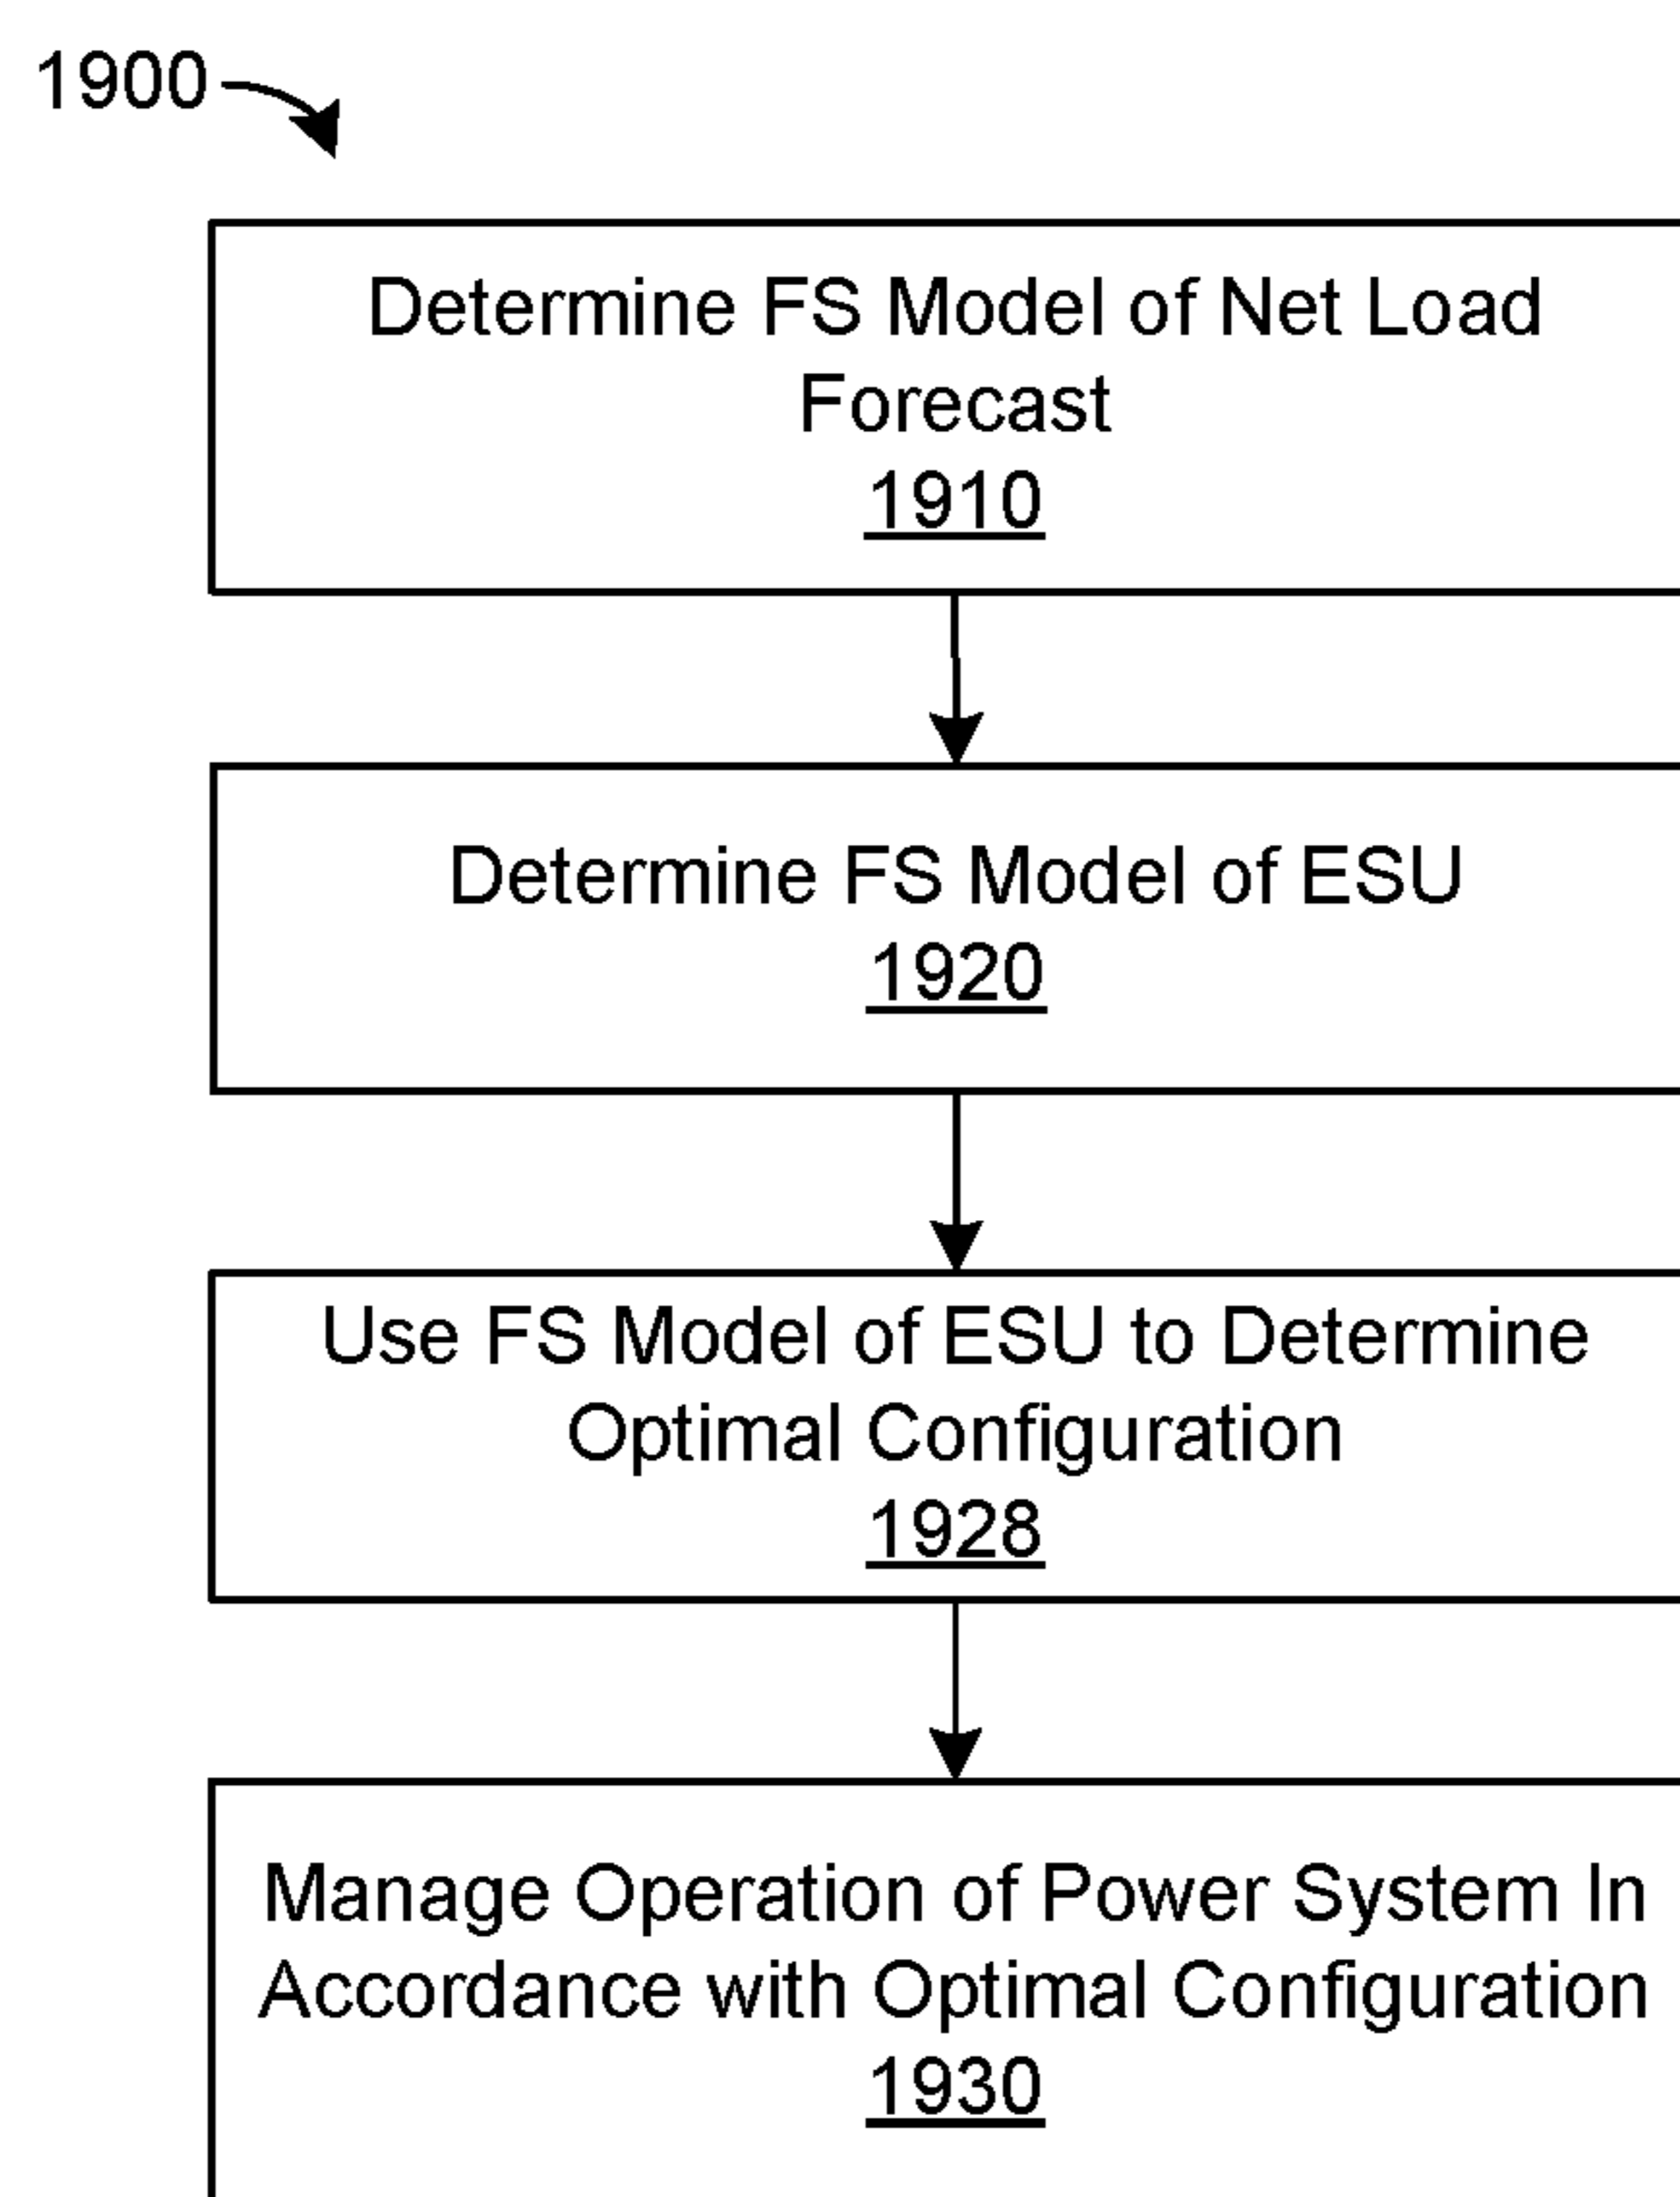 1900
Determine FS Model of Net Load
Forecast
1910
Determine FS Model of ESU
1920
Use FS Model of ESU to Determine
Optimal Configuration
1928
Manage Operation of Power System In
Accordance with Optimal Configuration
1930